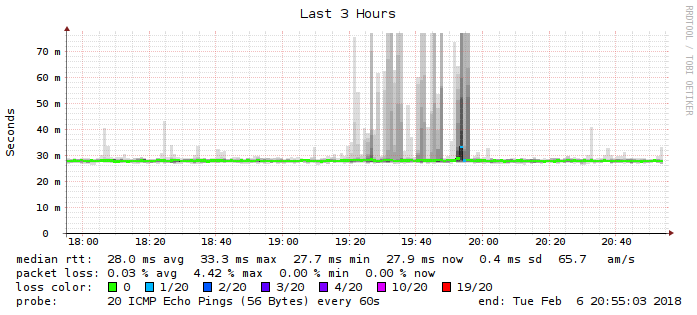 Last 3 Hours
RRDTOOL / TOBI OETIKER
Seconds
70 m
60 m
50 m
40 m
30 m
20 m
10 m
0
18:00 18:20 18:40 19:00 19:20 19:40 20:00 20:20 20:40
median rtt: 28.0 ms avg 33.3 ms max 27.7 ms min 27.9 ms now 0.4 ms sd 65.7 am/s
packet loss: 0.03 % avg 4.42 % max 0.00 % min 0.00 % now
loss color: 0 1/20 2/20 3/20 4/20 10/20 19/20
probe: 20 ICMP Echo Pings (56 Bytes) every 60s end: Tue Feb 6 20:55:03 2018